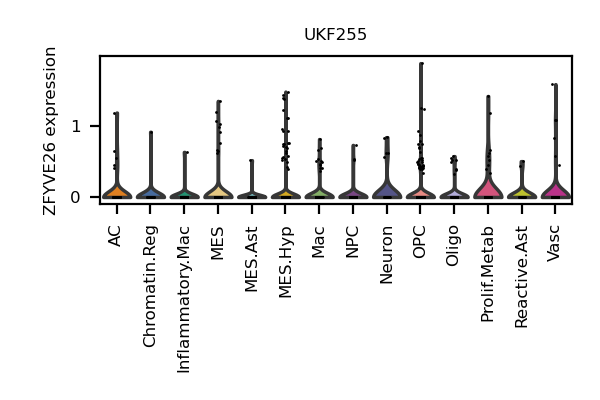 UKF255
ZFYVE26 expression
1
0
AC
Chromatin.Reg
Inflammatory.Mac
MES
MES.Ast
MES.Hyp
Mac
NPC
Neuron
OPC
Oligo
Prolif.Metab
Reactive.Ast
Vasc